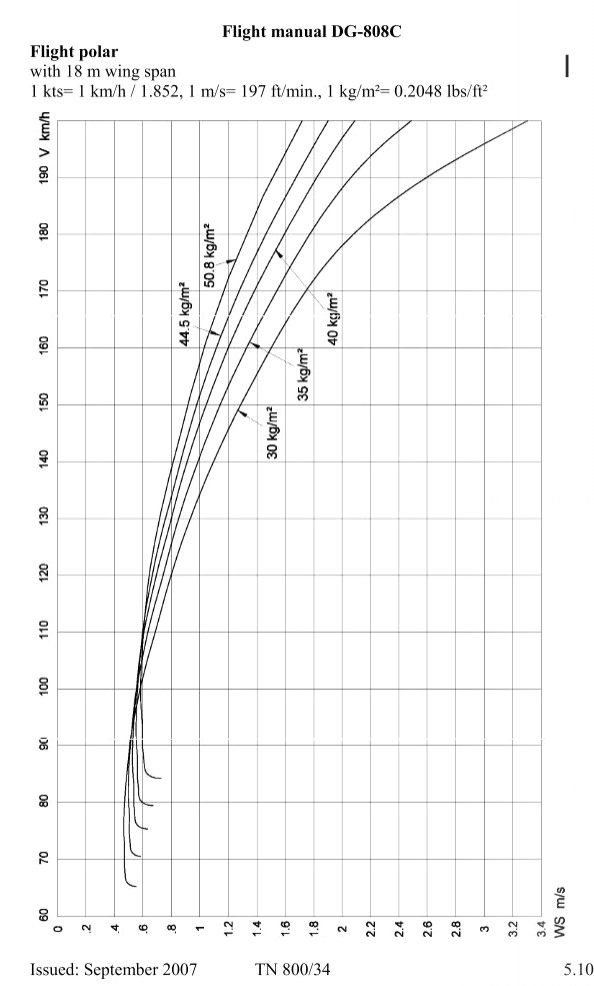 Flight manual DG-808C
Flight polar
with 18 m wing span
1 kts= 1 km/h / 1.852, 1 m/s= 197 ft/min., 1 kg/m²= 0.2048 lbs/ft²
V km/h
190
180
170
160
150
140
130
120
110
100
90
80
70
60
50.8 kg/m²
44.5 kg/m²
40 kg/m²
35 kg/m²
30 kg/m²
0
.2
.4
.6
.8
1
1.2
1.4
1.6
1.8
2
2.2
2.4
2.6
2.8
3
3.2
3.4
WS m/s
Issued: September 2007 TN 800/34 5.10